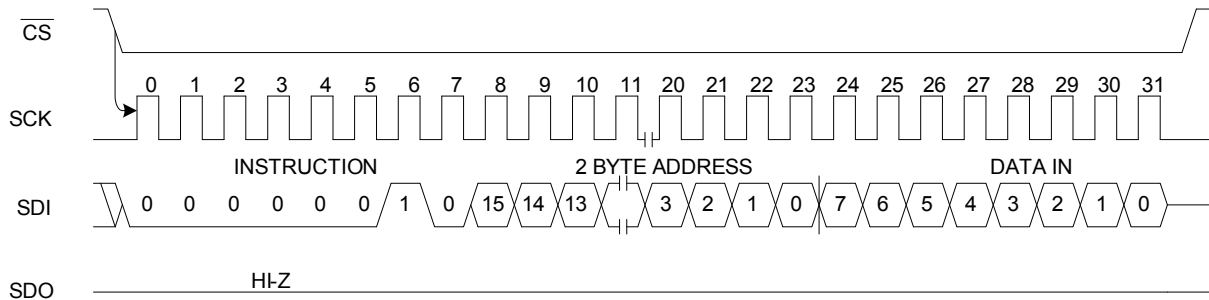 CS
0 1 2 3 4 5 6 7 8 9 10 11 20 21 22 23 24 25 26 27 28 29 30 31
SCK
INSTRUCTION 2 BYTE ADDRESS DATA IN
SDI 0 0 0 0 0 0 1 0 15 14 13 3 2 1 0 7 6 5 4 3 2 1 0
HI-Z
SDO